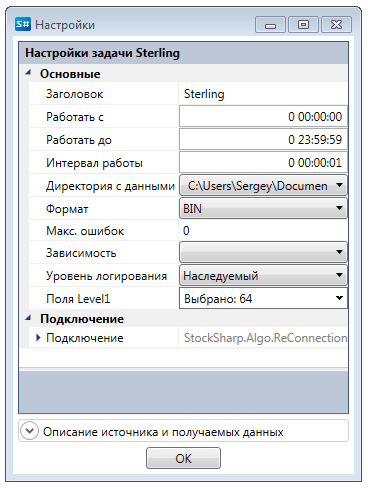 S# Настройки
Настройки задачи Sterling
Основные
Заголовок Sterling
Работать с 0 00:00:00
Работать до 0 23:59:59
Интервал работы 0 00:00:01
Директория с данными C:\Users\Sergey\Documen
Формат BIN
Макс. ошибок 0
Зависимость
Уровень логирования Наследуемый
Поля Level1 Выбрано: 64
Подключение
Подключение StockSharp.Algo.ReConnection
Описание источника и получаемых данных
OK